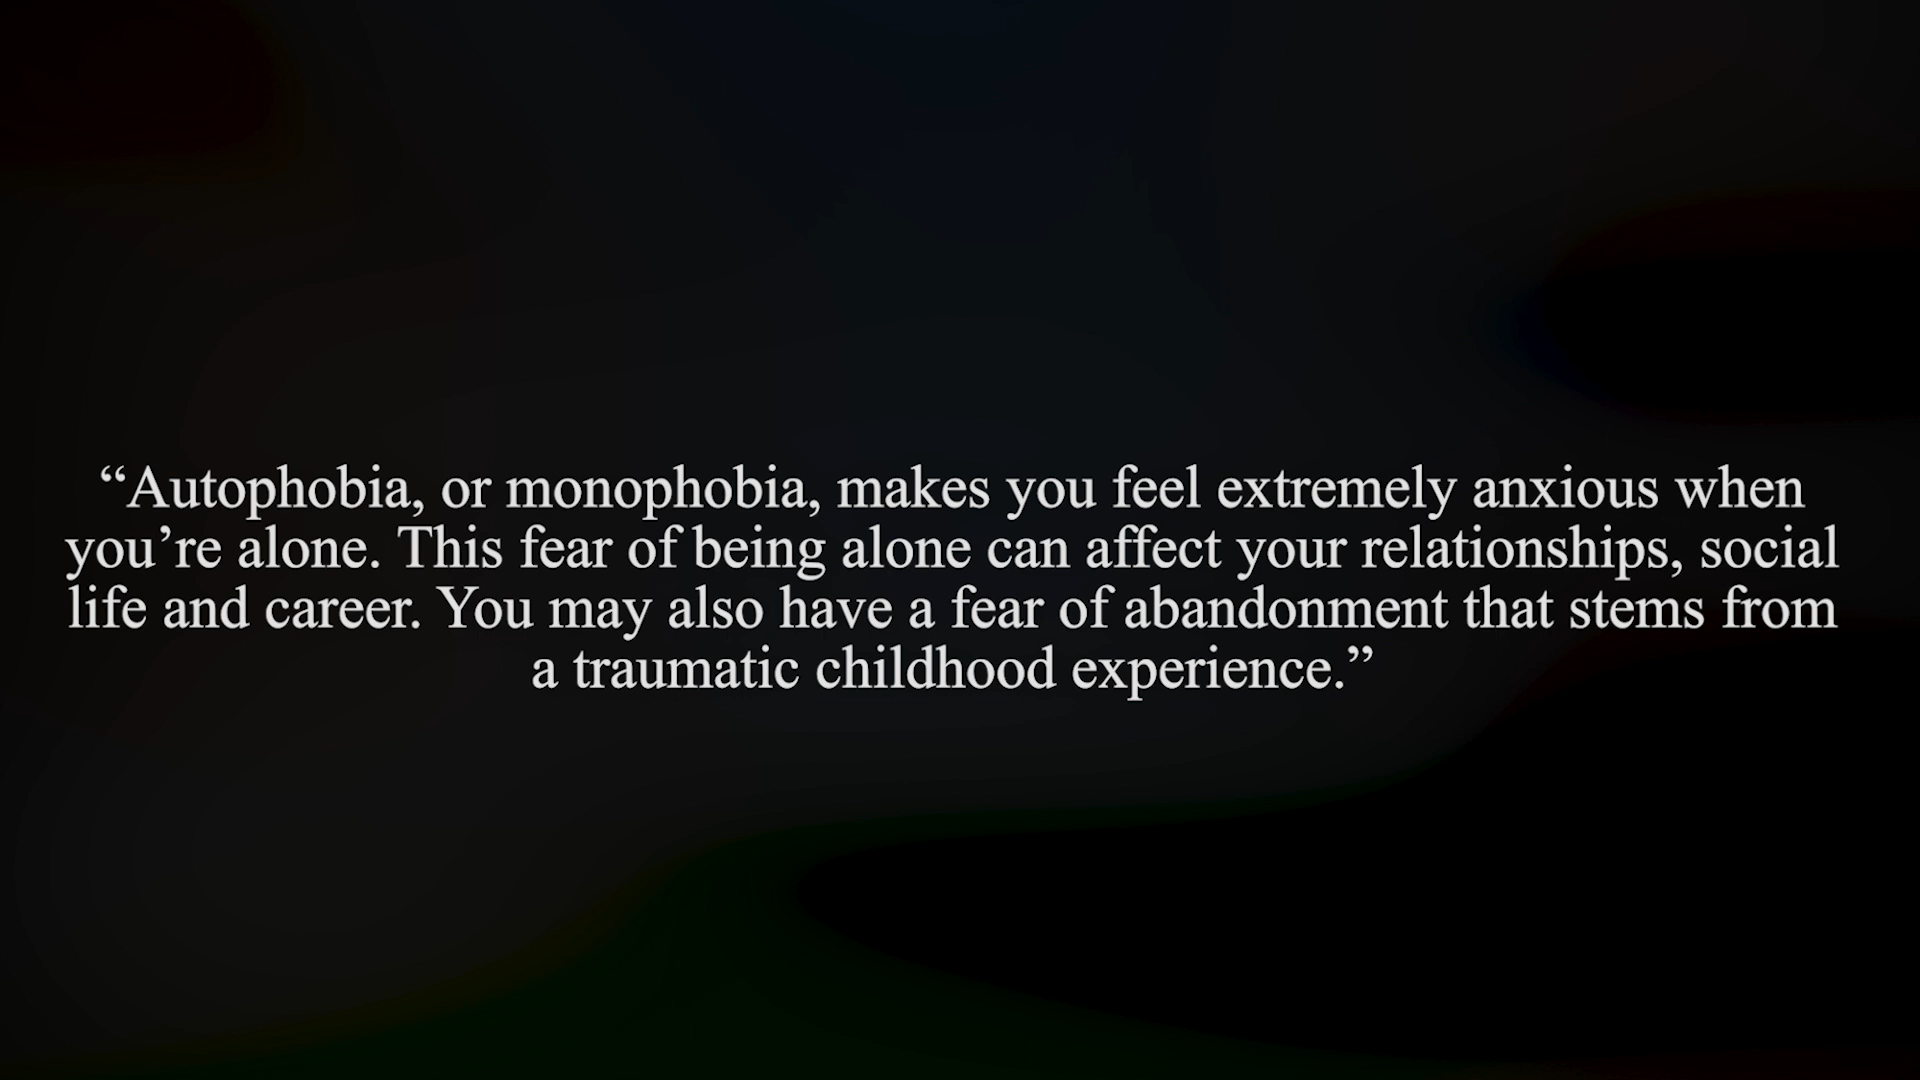 “Autophobia, or monophobia, makes you feel extremely anxious when
you’re alone. This fear of being alone can affect your relationships, social
life and career. You may also have a fear of abandonment that stems from
a traumatic childhood experience.”